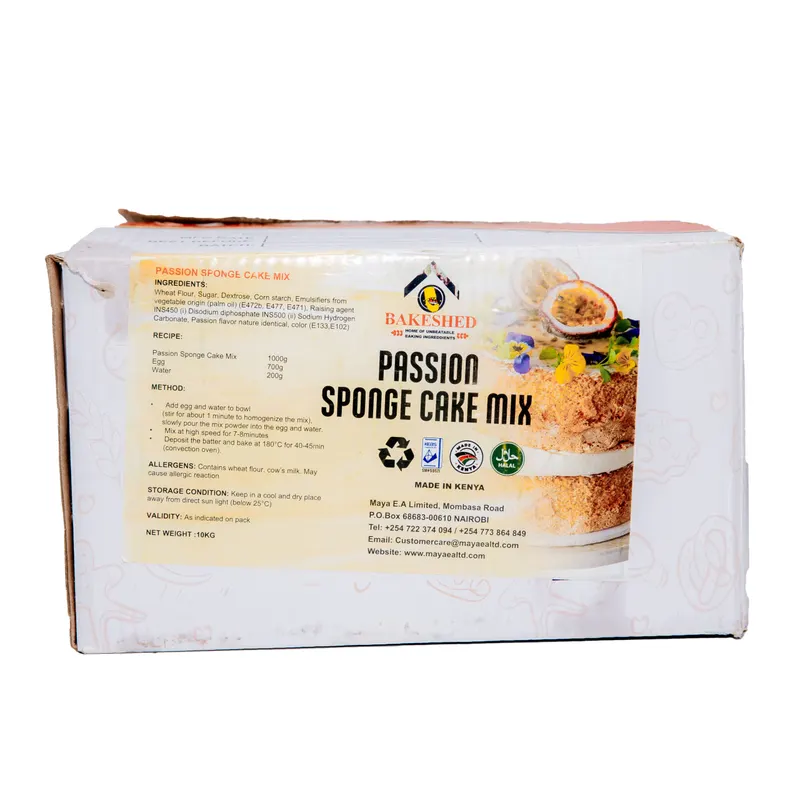 PASSION SPONGE CAKE MIX
INGREDIENTS:
Wheat Flour, Sugar, Dextrose, Corn starch, Emulsifiers from
vegetable origin (palm oil) (E472b, E477, E471), Raising agent
INS450 (i) Disodium diphosphate INS500 (ii) Sodium Hydrogen
Carbonate, Passion flavor nature identical, color (E133,E102)
RECIPE:
Passion Sponge Cake Mix 1000g
Egg 700g
Water 200g
METHOD:
• Add egg and water to bowl
(stir for about 1 minute to homogenize the mix),
slowly pour the mix powder into the egg and water.
• Mix at high speed for 7-8minutes
• Deposit the batter and bake at 180°C for 40-45min
(convection oven).
ALLERGENS: Contains wheat flour, cow's milk. May
cause allergic reaction
STORAGE CONDITION: Keep in a cool and dry place
away from direct sun light (below 25°C)
VALIDITY: As indicated on pack
NET WEIGHT :10KG
BAKESHED
HOME OF UNBEATABLE
BAKING INGREDIENTS
PASSION
SPONGE CAKE MIX
MADE IN
KENYA
حلال
HALAL
MADE IN KENYA
Maya E.A Limited, Mombasa Road
P.O.Box 68683-00610 NAIROBI
Tel: +254 722 374 094 / +254 773 864 849
Email: Customercare@mayaealtd.com
Website: www.mayaealtd.com